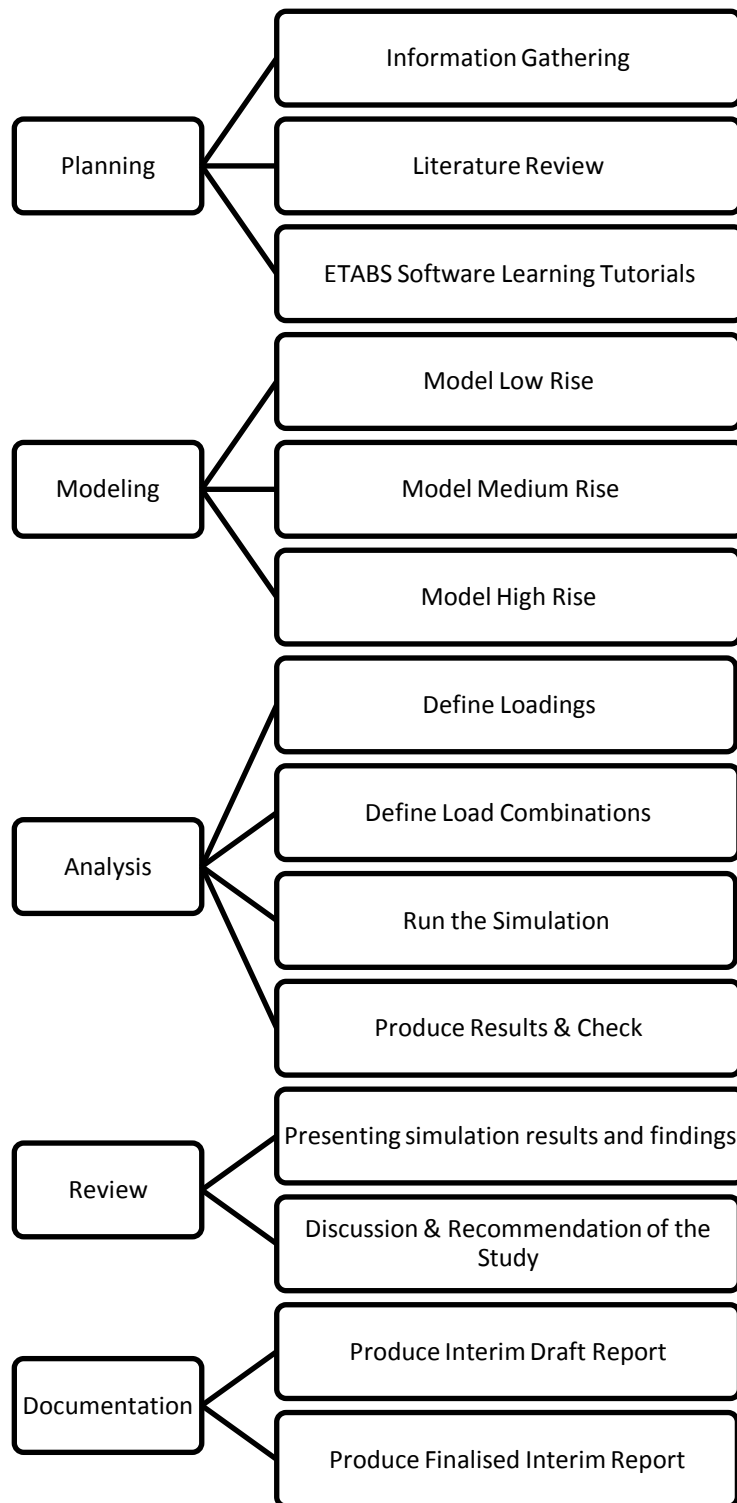 Planning
Information Gathering
Literature Review
ETABS Software Learning Tutorials
Modeling
Model Low Rise
Model Medium Rise
Model High Rise
Analysis
Define Loadings
Define Load Combinations
Run the Simulation
Produce Results & Check
Review
Presenting simulation results and findings
Discussion & Recommendation of the
Study
Documentation
Produce Interim Draft Report
Produce Finalised Interim Report